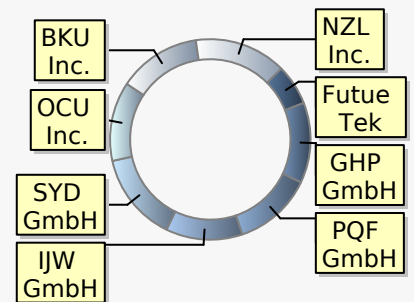 NZL
Inc.
Futue
Tek
GHP
GmbH
PQF
GmbH
IJW
GmbH
SYD
GmbH
OCU
Inc.
BKU
Inc.